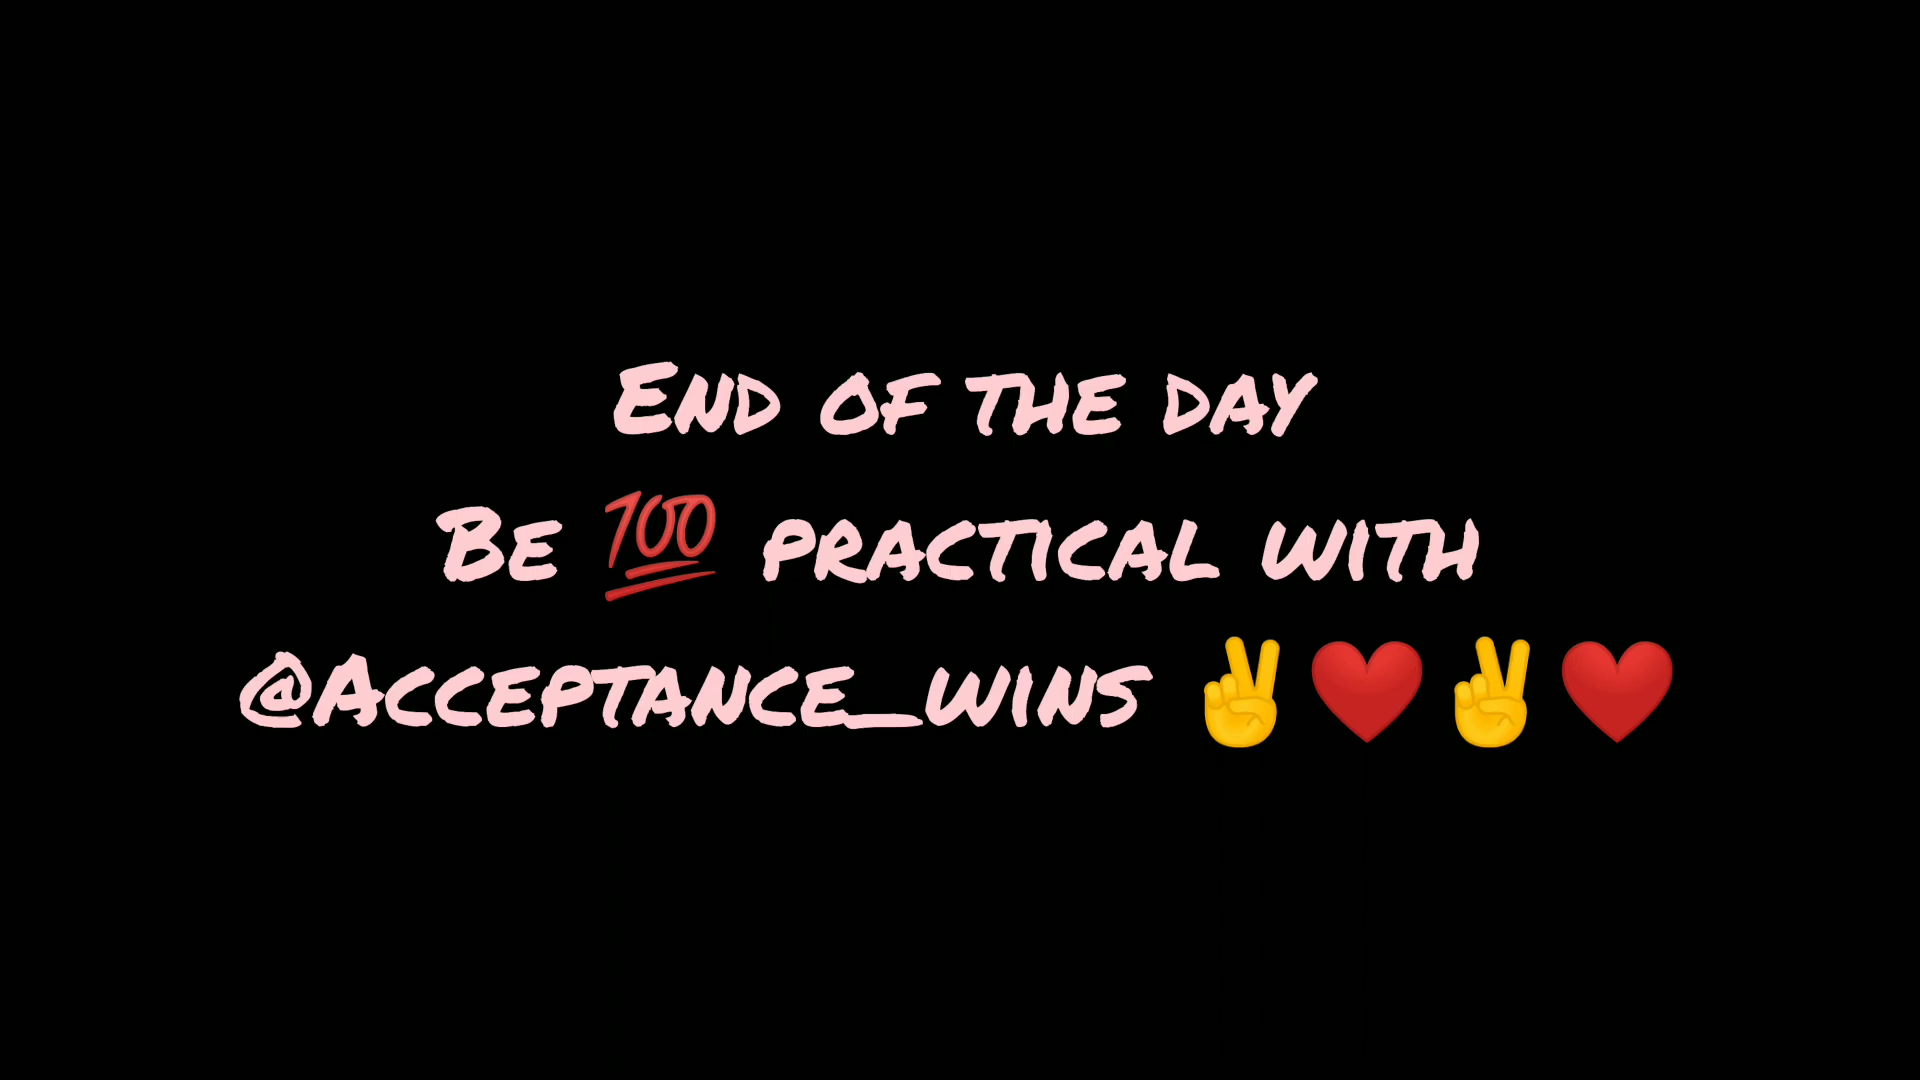 End of the day
Be 💯 practical with
@Acceptance_wins ✌❤✌❤